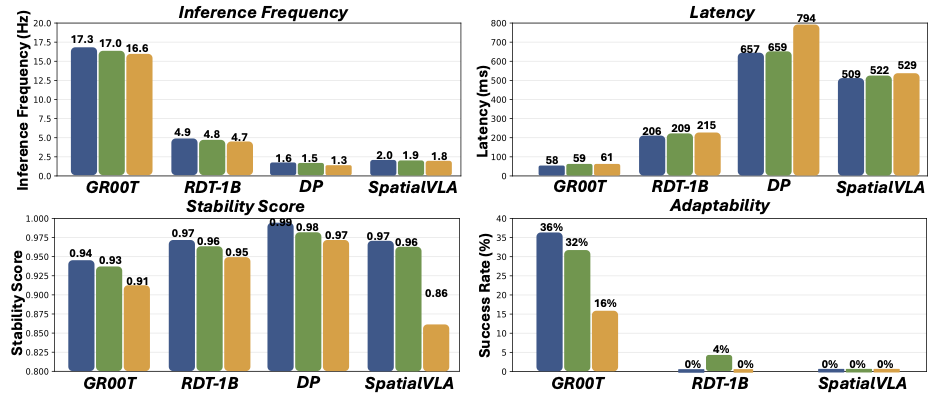 Inference Frequency
Inference Frequency (Hz)
20.0
17.5
15.0
12.5
10.0
7.5
5.0
2.5
0.0
17.3 17.0 16.6
4.9 4.8 4.7
1.6 1.5 1.3
2.0 1.9 1.8
GR00T RDT-1B DP SpatialVLA
Latency
Latency (ms)
800
700
600
500
400
300
200
100
0
58 59 61
206 209 215
657 659 794
509 522 529
GR00T RDT-1B DP SpatialVLA
Stability Score
Stability Score
1.000
0.975
0.950
0.925
0.900
0.875
0.850
0.825
0.800
0.94 0.93 0.91
0.97 0.96 0.95
0.99 0.98 0.97
0.97 0.96 0.86
GR00T RDT-1B DP SpatialVLA
Adaptability
Success Rate (%)
40
35
30
25
20
15
10
5
0
36% 32% 16%
0% 4% 0%
0% 0% 0%
GR00T RDT-1B SpatialVLA